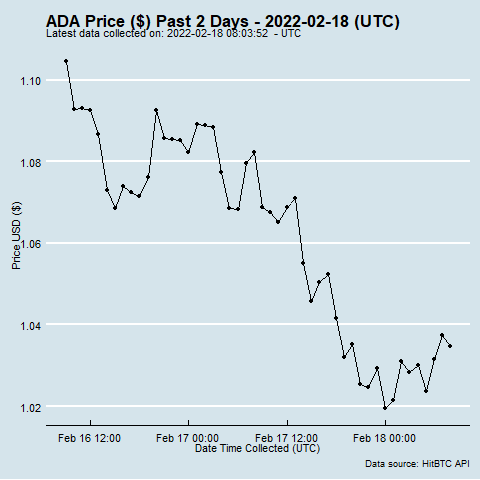 ADA Price ($) Past 2 Days - 2022-02-18 (UTC)
Latest data collected on: 2022-02-18 08:03:52 - UTC
1.10
1.08
1.06
1.04
1.02
Price USD ($)
Feb 16 12:00 Feb 17 00:00 Feb 17 12:00 Feb 18 00:00
Date Time Collected (UTC)
Data source: HitBTC API